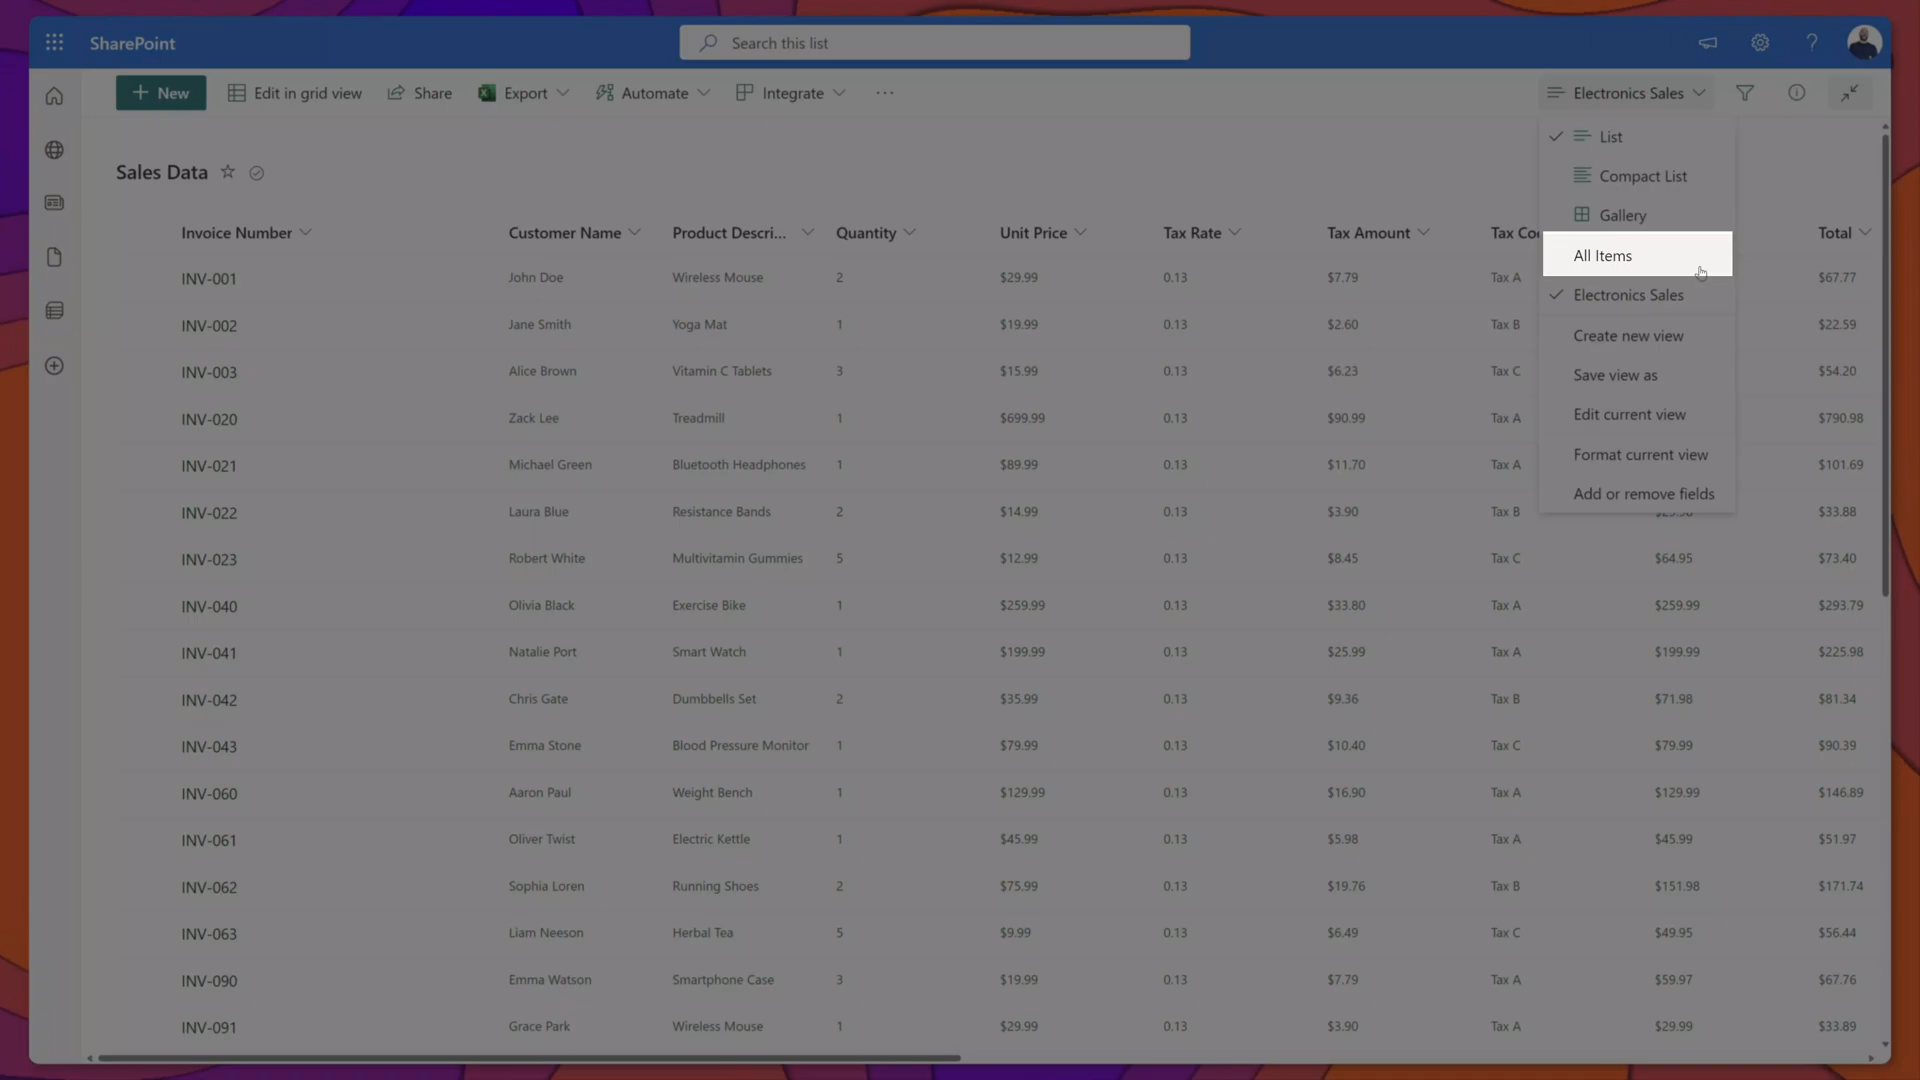 SharePoint
Search this list
New
Edit in grid view
Share
Export
Automate
Integrate
Electronics Sales
List
Compact List
Gallery
All Items
Electronics Sales
Create new view
Save view as
Edit current view
Format current view
Add or remove fields
Sales Data
Invoice Number Customer Name Product Descri... Quantity Unit Price Tax Rate Tax Amount Total
INV-001 John Doe Wireless Mouse 2 $29.99 0.13 $7.79 Tax A $67.77
INV-002 Jane Smith Yoga Mat 1 $19.99 0.13 $2.60 Tax B $22.59
INV-003 Alice Brown Vitamin C Tablets 3 $15.99 0.13 $6.23 Tax C $54.20
INV-020 Zack Lee Treadmill 1 $699.99 0.13 $90.99 Tax A $790.98
INV-021 Michael Green Bluetooth Headphones 1 $89.99 0.13 $11.70 Tax A $101.69
INV-022 Laura Blue Resistance Bands 2 $14.99 0.13 $3.90 Tax B $33.88
INV-023 Robert White Multivitamin Gummies 5 $12.99 0.13 $8.45 Tax C $64.95 $73.40
INV-040 Olivia Black Exercise Bike 1 $259.99 0.13 $33.80 Tax A $259.99 $293.79
INV-041 Natalie Port Smart Watch 1 $199.99 0.13 $25.99 Tax A $199.99 $225.98
INV-042 Chris Gate Dumbbells Set 2 $35.99 0.13 $9.36 Tax B $71.98 $81.34
INV-043 Emma Stone Blood Pressure Monitor 1 $79.99 0.13 $10.40 Tax C $79.99 $90.39
INV-060 Aaron Paul Weight Bench 1 $129.99 0.13 $16.90 Tax A $129.99 $146.89
INV-061 Oliver Twist Electric Kettle 1 $45.99 0.13 $5.98 Tax A $45.99 $51.97
INV-062 Sophia Loren Running Shoes 2 $75.99 0.13 $19.76 Tax B $151.98 $171.74
INV-063 Liam Neeson Herbal Tea 5 $9.99 0.13 $6.49 Tax C $49.95 $56.44
INV-090 Emma Watson Smartphone Case 3 $19.99 0.13 $7.79 Tax A $59.97 $67.76
INV-091 Grace Park Wireless Mouse 1 $29.99 0.13 $3.90 Tax A $29.99 $33.89